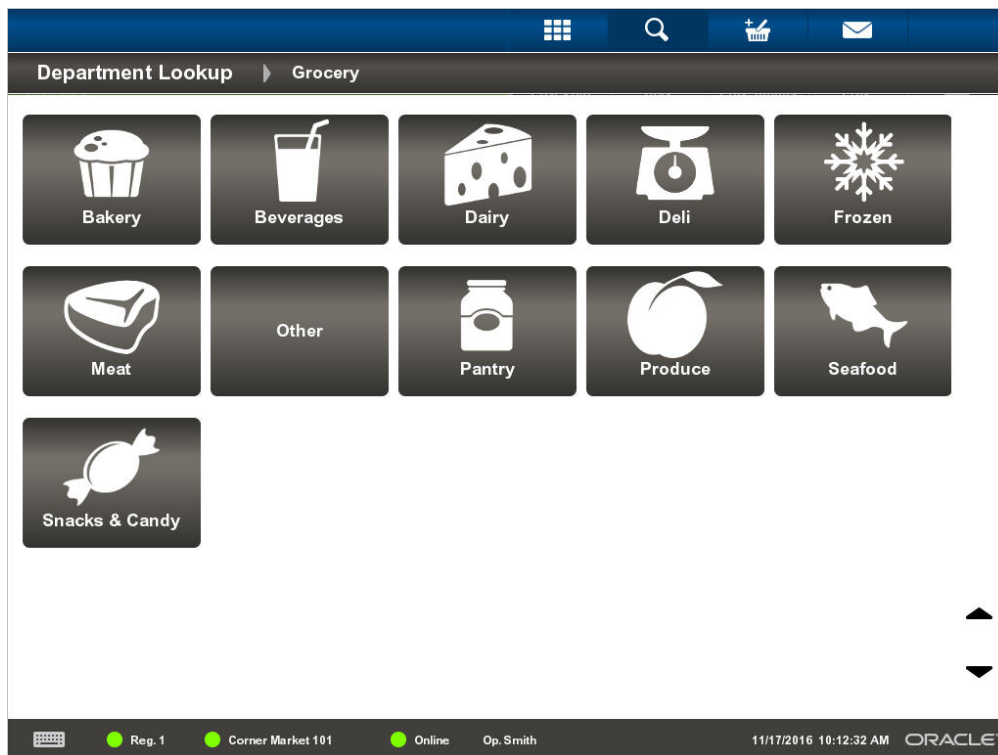 Department Lookup Grocery
Bakery
Beverages
Dairy
Deli
Frozen
Meat
Other
Pantry
Produce
Seafood
Snacks & Candy
Reg. 1 Corner Market 101 Online Op. Smith 11/17/2016 10:12:32 AM ORACLE